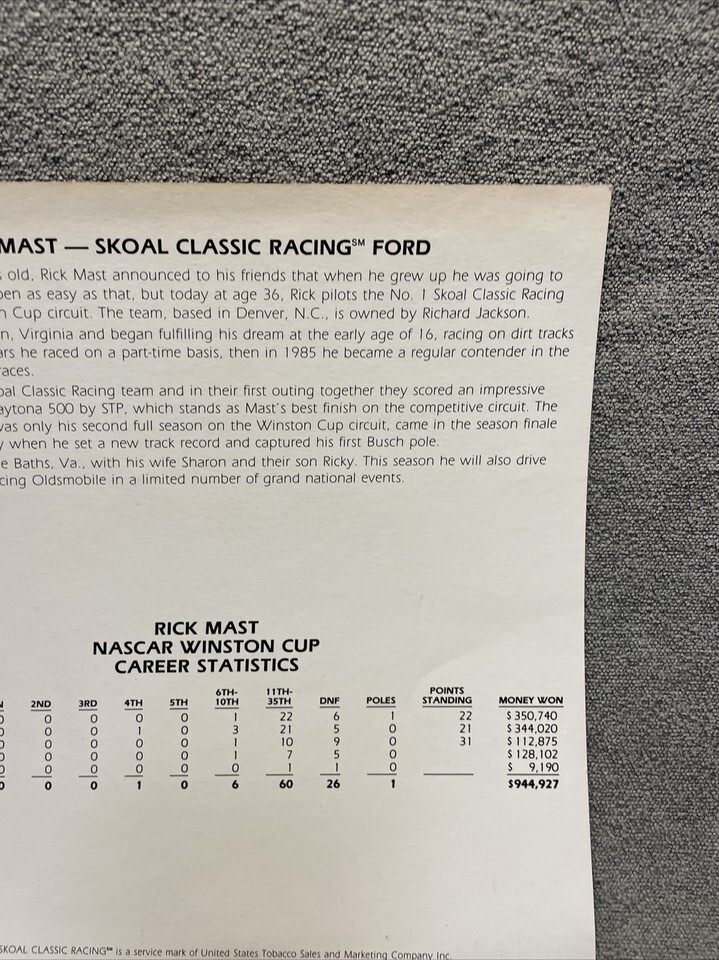 MAST — SKOAL CLASSIC RACING℠ FORD
old, Rick Mast announced to his friends that when he grew up he was going to
en as easy as that, but today at age 36, Rick pilots the No. 1 Skoal Classic Racing
n Cup circuit. The team, based in Denver, N.C., is owned by Richard Jackson.
n, Virginia and began fulfilling his dream at the early age of 16, racing on dirt tracks
ars he raced on a part-time basis, then in 1985 he became a regular contender in the
aces.
oal Classic Racing team and in their first outing together they scored an impressive
aytona 500 by STP, which stands as Mast's best finish on the competitive circuit. The
was only his second full season on the Winston Cup circuit, came in the season finale
y when he set a new track record and captured his first Busch pole.
e Baths, Va., with his wife Sharon and their son Ricky. This season he will also drive
cing Oldsmobile in a limited number of grand national events.
RICK MAST
NASCAR WINSTON CUP
CAREER STATISTICS
2ND 3RD 4TH 5TH 6TH-10TH 11TH-35TH DNF POLES POINTS STANDING MONEY WON
0 0 0 0 0 1 22 6 1 22 $ 350,740
0 0 0 1 0 3 21 5 0 21 $ 344,020
0 0 0 0 0 1 10 9 0 31 $ 112,875
0 0 0 0 0 1 7 5 0 $ 128,102
0 0 0 0 0 0 1 1 0 $ 9,190
0 0 0 1 0 6 60 26 1 $944,927
SKOAL CLASSIC RACING℠ is a service mark of United States Tobacco Sales and Marketing Company Inc.